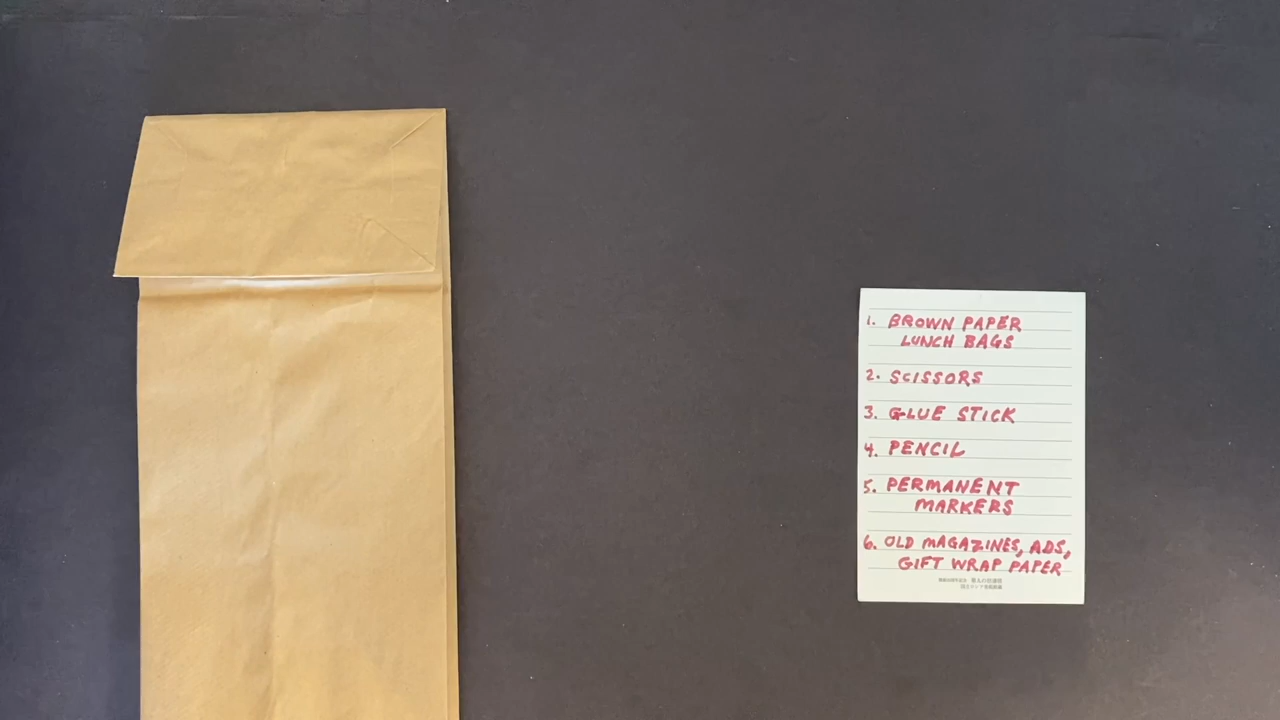 1. BROWN PAPER
LUNCH BAGS
2. SCISSORS
3. GLUE STICK
4. PENCIL
5. PERMANENT
MARKERS
6. OLD MAGAZINES, ADS,
GIFT WRAP PAPER